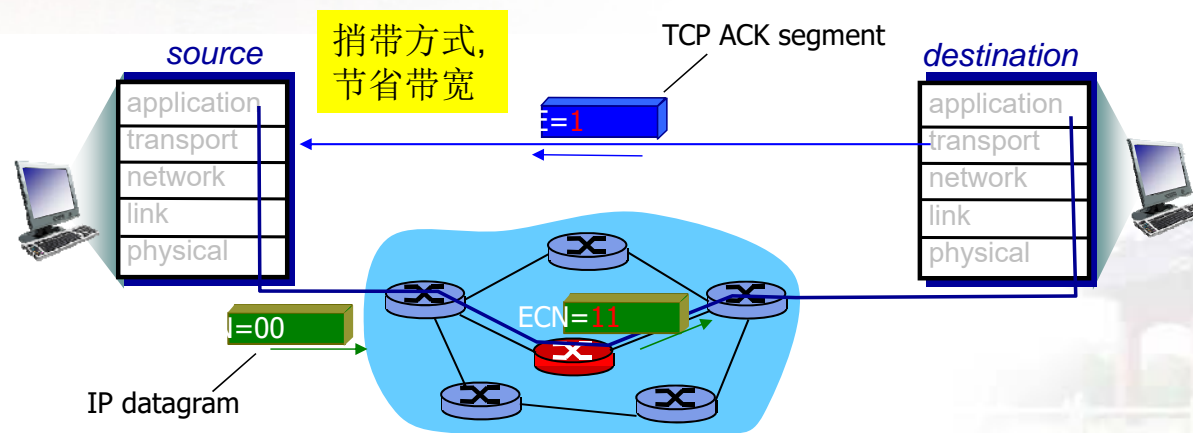 source
捎带方式,
节省带宽
TCP ACK segment
destination
application
transport
network
link
physical
E=1
application
transport
network
link
physical
N=00
ECN=11
IP datagram